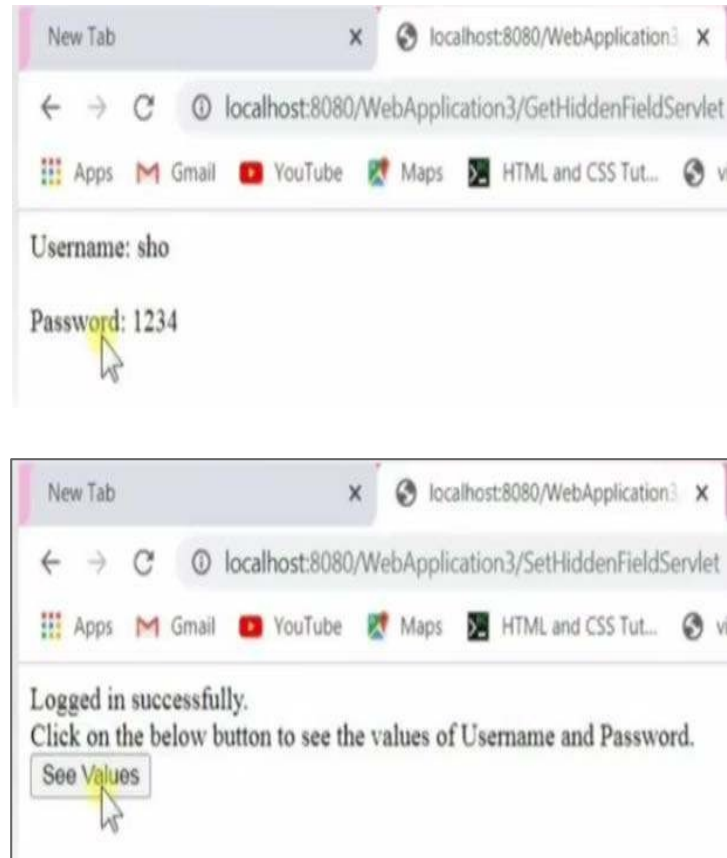 New Tab
localhost:8080/WebApplication3
localhost:8080/WebApplication3/GetHiddenFieldServlet
Apps Gmail YouTube Maps HTML and CSS Tut...
Username: sho
Password: 1234
New Tab
localhost:8080/WebApplication3
localhost:8080/WebApplication3/SetHiddenFieldServlet
Apps Gmail YouTube Maps HTML and CSS Tut...
Logged in successfully.
Click on the below button to see the values of Username and Password.
See Values